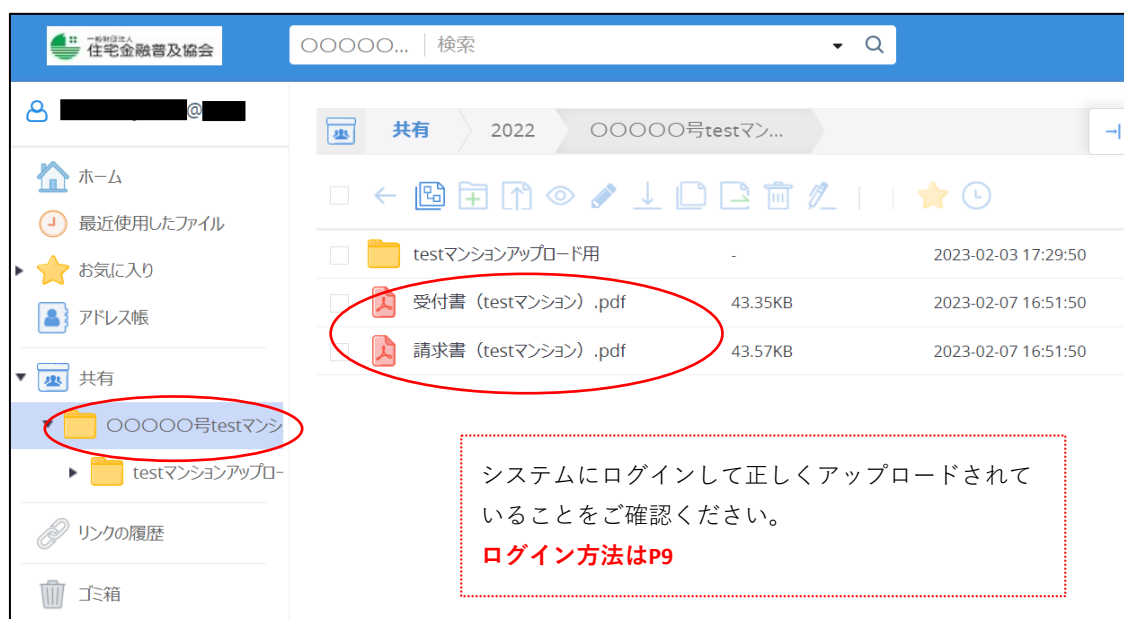 一般財団法人
住宅金融普及協会
〇〇〇〇〇... 検索
@
共有 2022 〇〇〇〇〇号testマン...
ホーム
最近使用したファイル
お気に入り
アドレス帳
共有
〇〇〇〇〇号testマンシ
testマンションアップロー
リンクの履歴
ゴミ箱
testマンションアップロード用 - 2023-02-03 17:29:50
受付書（testマンション）.pdf 43.35KB 2023-02-07 16:51:50
請求書（testマンション）.pdf 43.57KB 2023-02-07 16:51:50
システムにログインして正しくアップロードされて
いることをご確認ください。
ログイン方法はP9